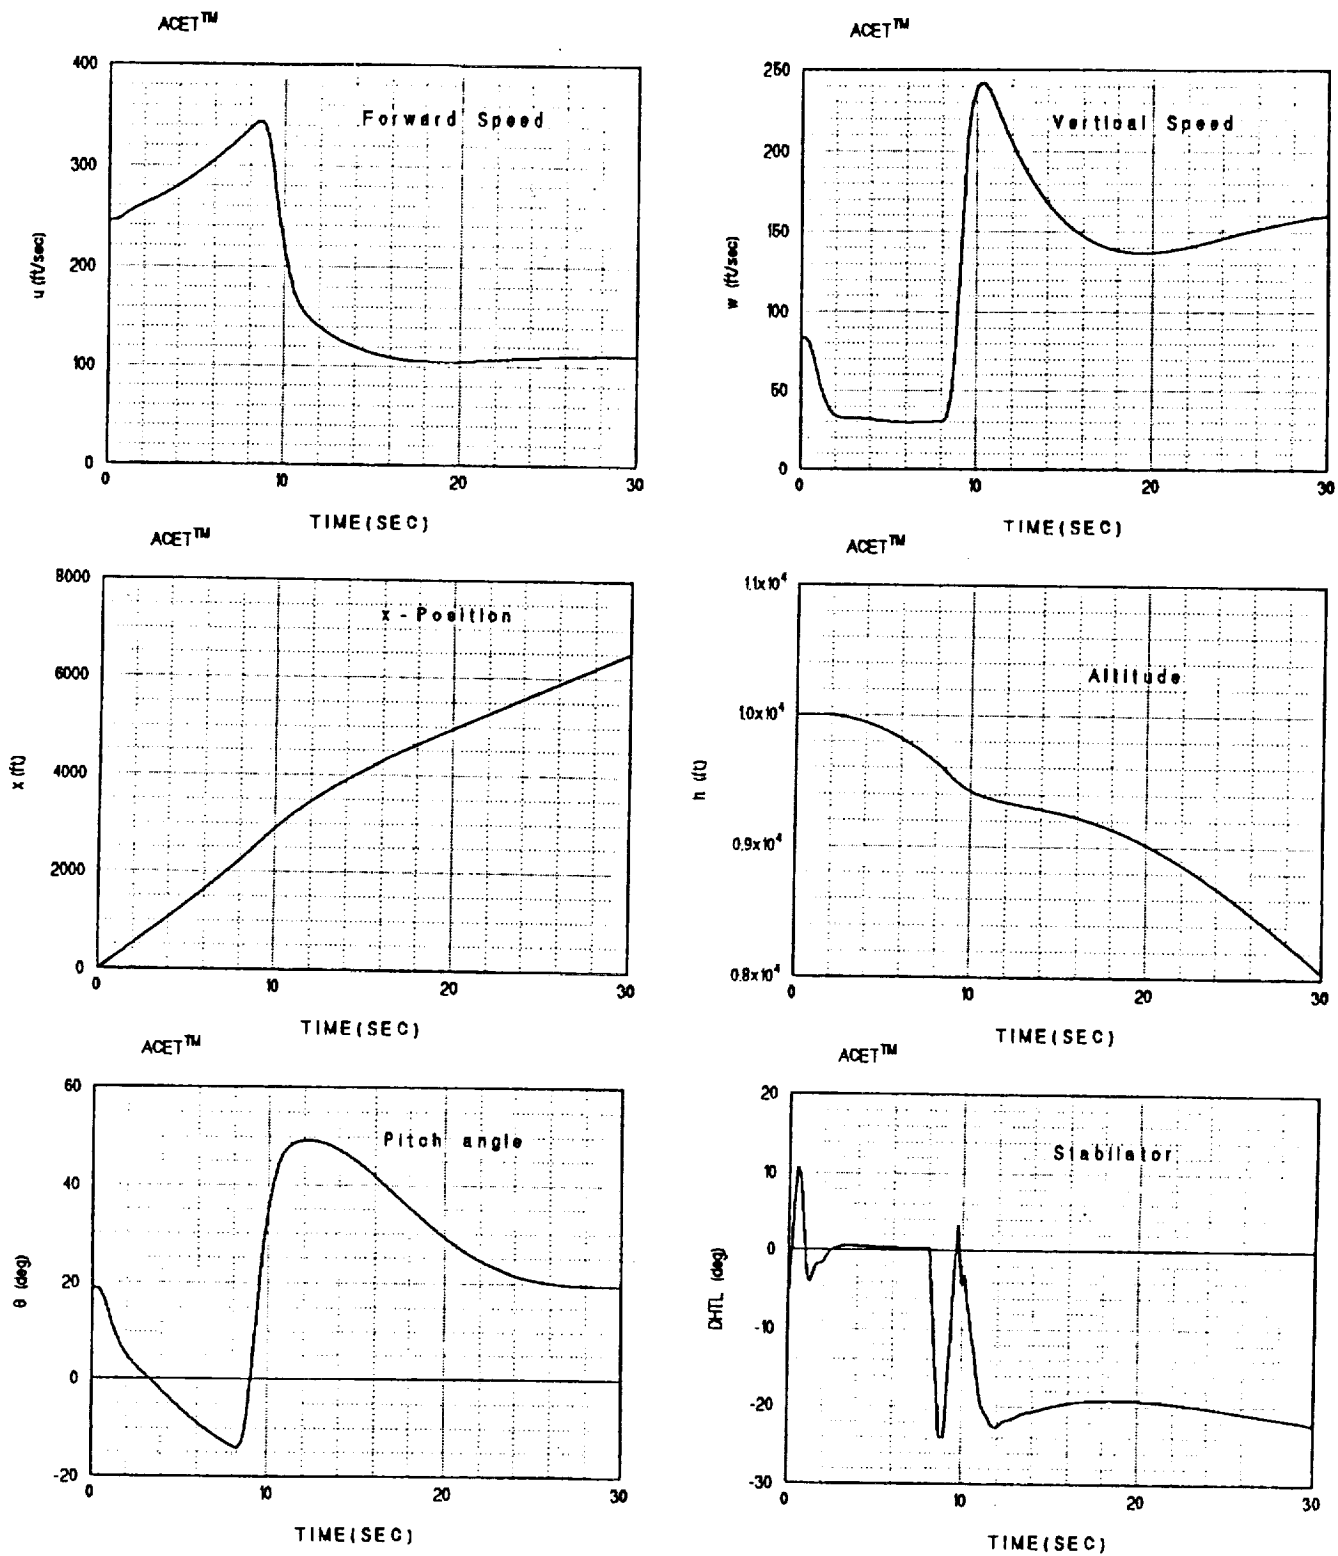 ACET™
400
300
200
100
0
u (ft/sec)
Forward Speed
0 10 20 30
TIME(SEC)
ACET™
250
200
150
100
50
0
w (ft/sec)
Vertical Speed
0 10 20 30
TIME(SEC)
ACET™
8000
6000
4000
2000
0
x (ft)
x - Position
0 10 20 30
TIME(SEC)
ACET™
1.1x10⁴
1.0x10⁴
0.9x10⁴
0.8x10⁴
h (ft)
Altitude
0 10 20 30
TIME(SEC)
ACET™
60
40
20
0
-20
θ (deg)
Pitch angle
0 10 20 30
TIME(SEC)
ACET™
20
10
0
-10
-20
-30
DHTL (deg)
Stabilator
0 10 20 30
TIME(SEC)